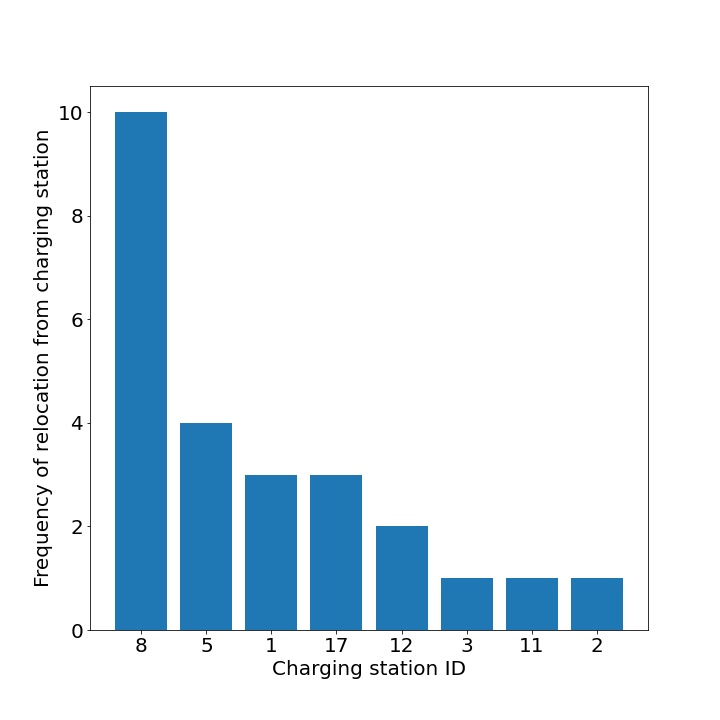 Frequency of relocation from charging station
10
8
6
4
2
0
8 5 1 17 12 3 11 2
Charging station ID